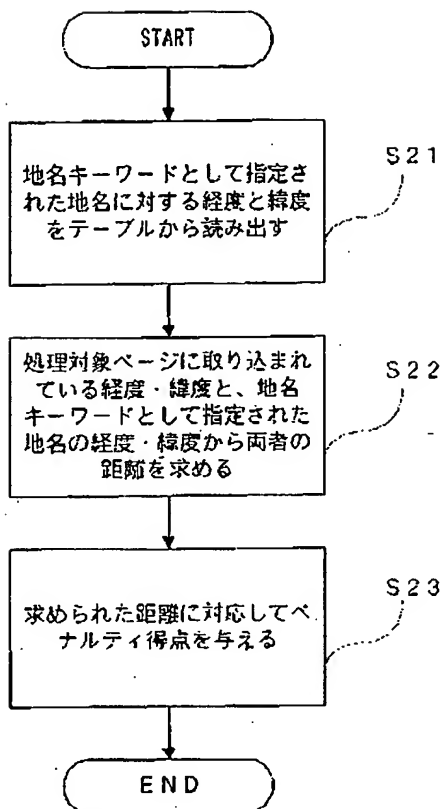 START
地名キーワードとして指定さ
れた地名に対する経度と緯度
をテーブルから読み出す
S21
処理対象ページに取り込まれ
ている経度・緯度と、地名
キーワードとして指定された
地名の経度・緯度から両者の
距離を求める
S22
求められた距離に対応してペ
ナルティ得点を与える
S23
END